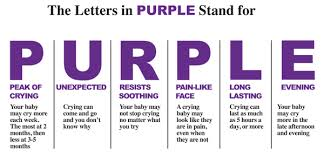 The Letters in PURPLE Stand for
P U R P L E
PEAK OF
CRYING
Your baby
may cry more
each week.
The most at 2
months, then
less at 3-5
months
UNEXPECTED
Crying can
come and go
and you don't
know why
RESISTS
SOOTHING
Your baby may
not stop crying
no matter what
you try
PAIN-LIKE
FACE
A crying
baby may
look like they
are in pain,
even when
they are not
LONG
LASTING
Crying can
last as much
as 5 hours a
day, or more
EVENING
Your baby
may cry
more in the
late afternoon
and evening